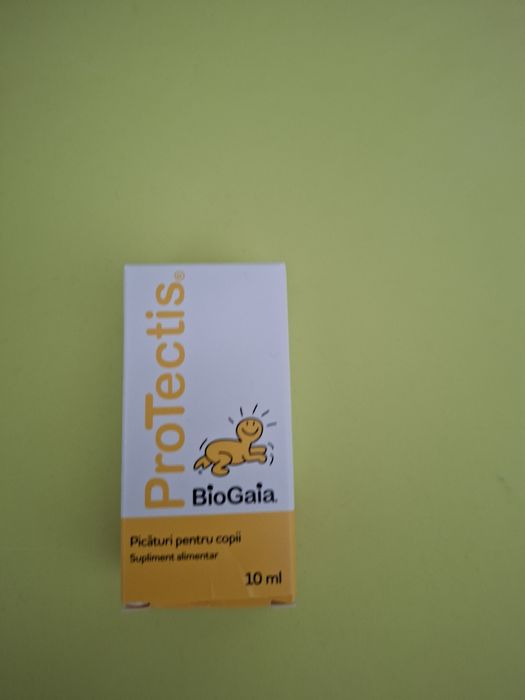 ProTectis®
BioGaia
Picături pentru copii
Supliment alimentar
10 ml